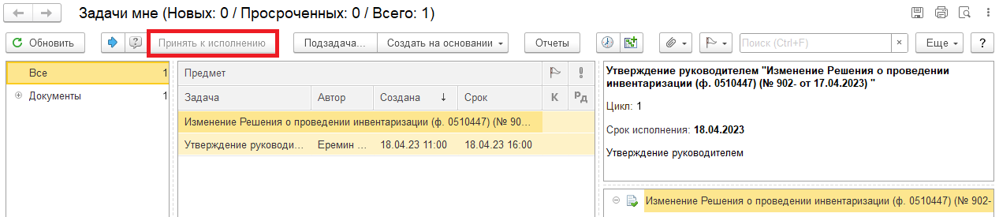 Задачи мне (Новых: 0 / Просроченных: 0 / Всего: 1)
Обновить Принять к исполнению Подзадача... Создать на основании Отчеты Поиск (Ctrl+F) × Еще ?
Все 1
Документы 1
Предмет
Задача Автор Создана ↓ Срок К Рд
Изменение Решения о проведении инвентаризации (ф. 0510447) (№ 90...
Утверждение руководи... Еремин ... 18.04.23 11:00 18.04.23 16:00
Утверждение руководителем "Изменение Решения о проведении
инвентаризации (ф. 0510447) (№ 902- от 17.04.2023) "
Цикл: 1
Срок исполнения: 18.04.2023
Утверждение руководителем
Изменение Решения о проведении инвентаризации (ф. 0510447) (№ 902-